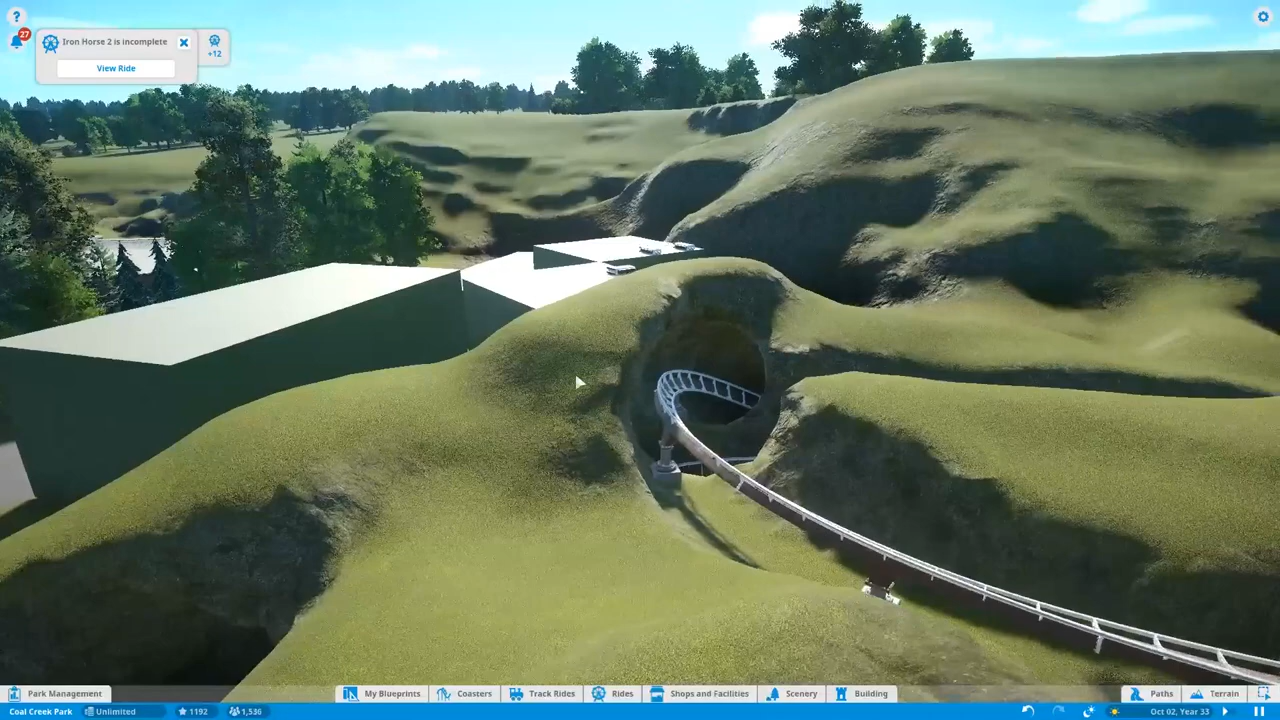 ?
27
Iron Horse 2 is incomplete
+12
View Ride
Park Management
My Blueprints
Coasters
Track Rides
Rides
Shops and Facilities
Scenery
Building
Paths
Terrain
Coal Creek Park
Unlimited
1192
1,536
Oct 02, Year 33